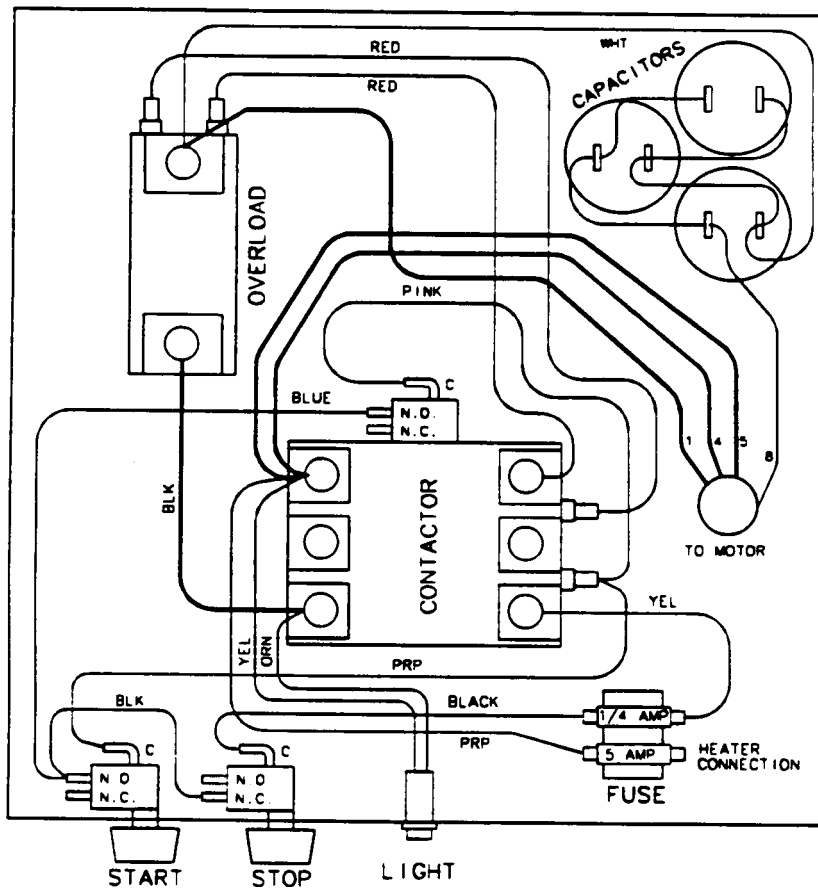 WHT
RED
CAPACITORS
RED
OVERLOAD
PINK
C
BLUE
N.O.
N.C.
1
4
5
8
BLK
CONTACTOR
TO MOTOR
YEL
YEL
ORN
PRP
BLK
BLACK
1/4 AMP
PRP
5 AMP
HEATER
CONNECTION
C
N.O
N.C.
C
N.O
N.C.
FUSE
START
STOP
LIGHT